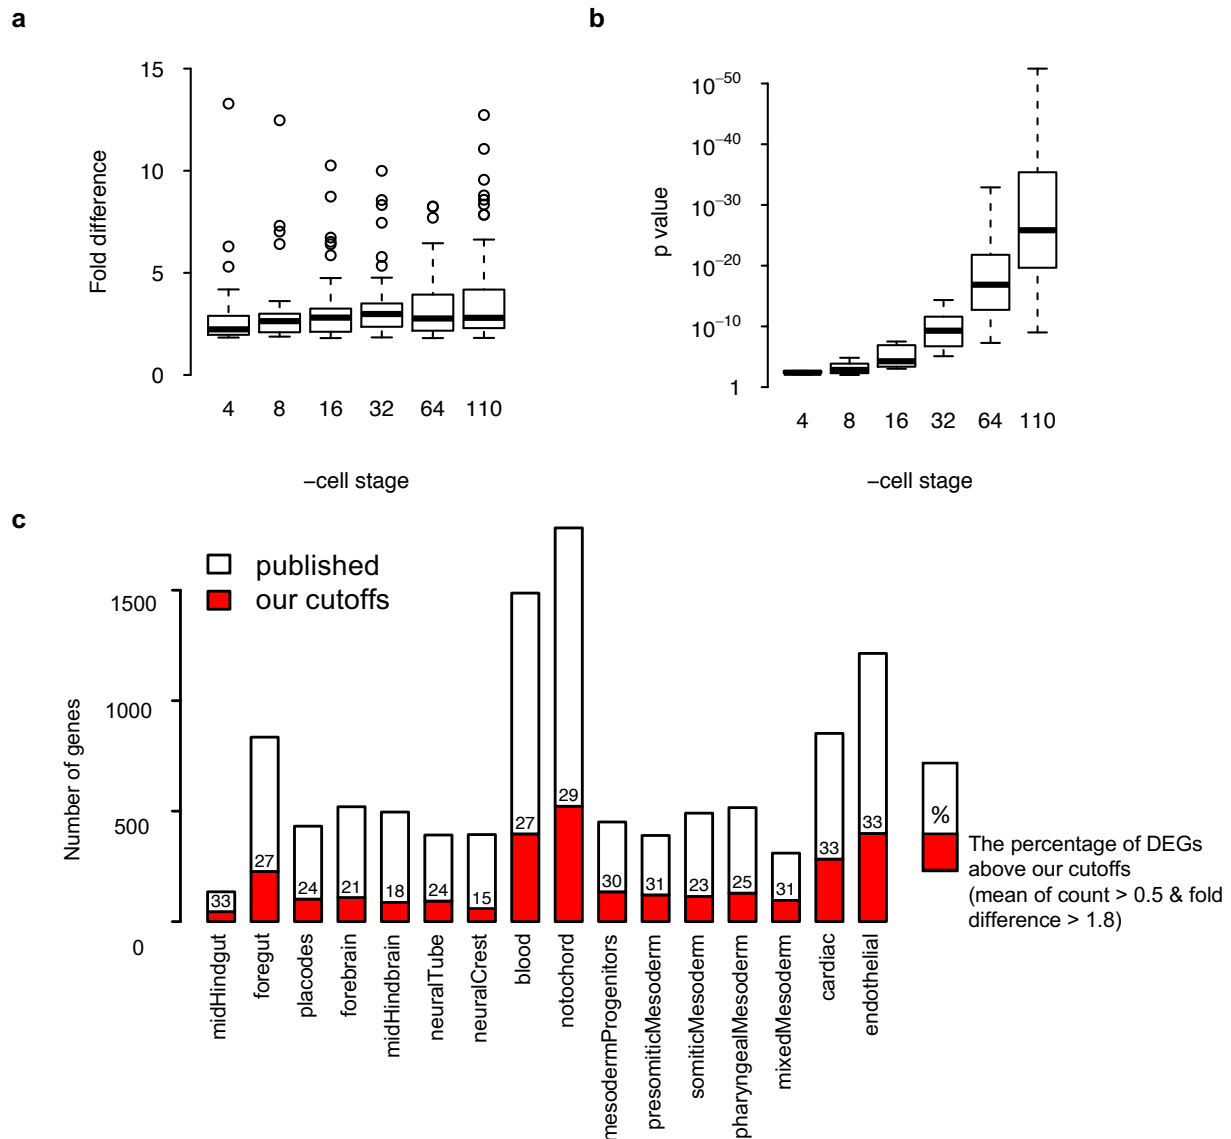 a
15
10
5
0
Fold difference
4 8 16 32 64 110
−cell stage
b
10−50
10−40
10−30
10−20
10−10
1
p value
4 8 16 32 64 110
−cell stage
c
published
our cutoffs
1500
1000
500
0
Number of genes
33
27
24
21
18
24
15
27
29
30
31
23
25
31
33
33
midHindgut
foregut
placodes
forebrain
midHindbrain
neuralTube
neuralCrest
blood
notochord
mesodermProgenitors
presomiticMesoderm
somiticMesoderm
pharyngealMesoderm
mixedMesoderm
cardiac
endothelial
%
The percentage of DEGs
above our cutoffs
(mean of count > 0.5 & fold
difference > 1.8)